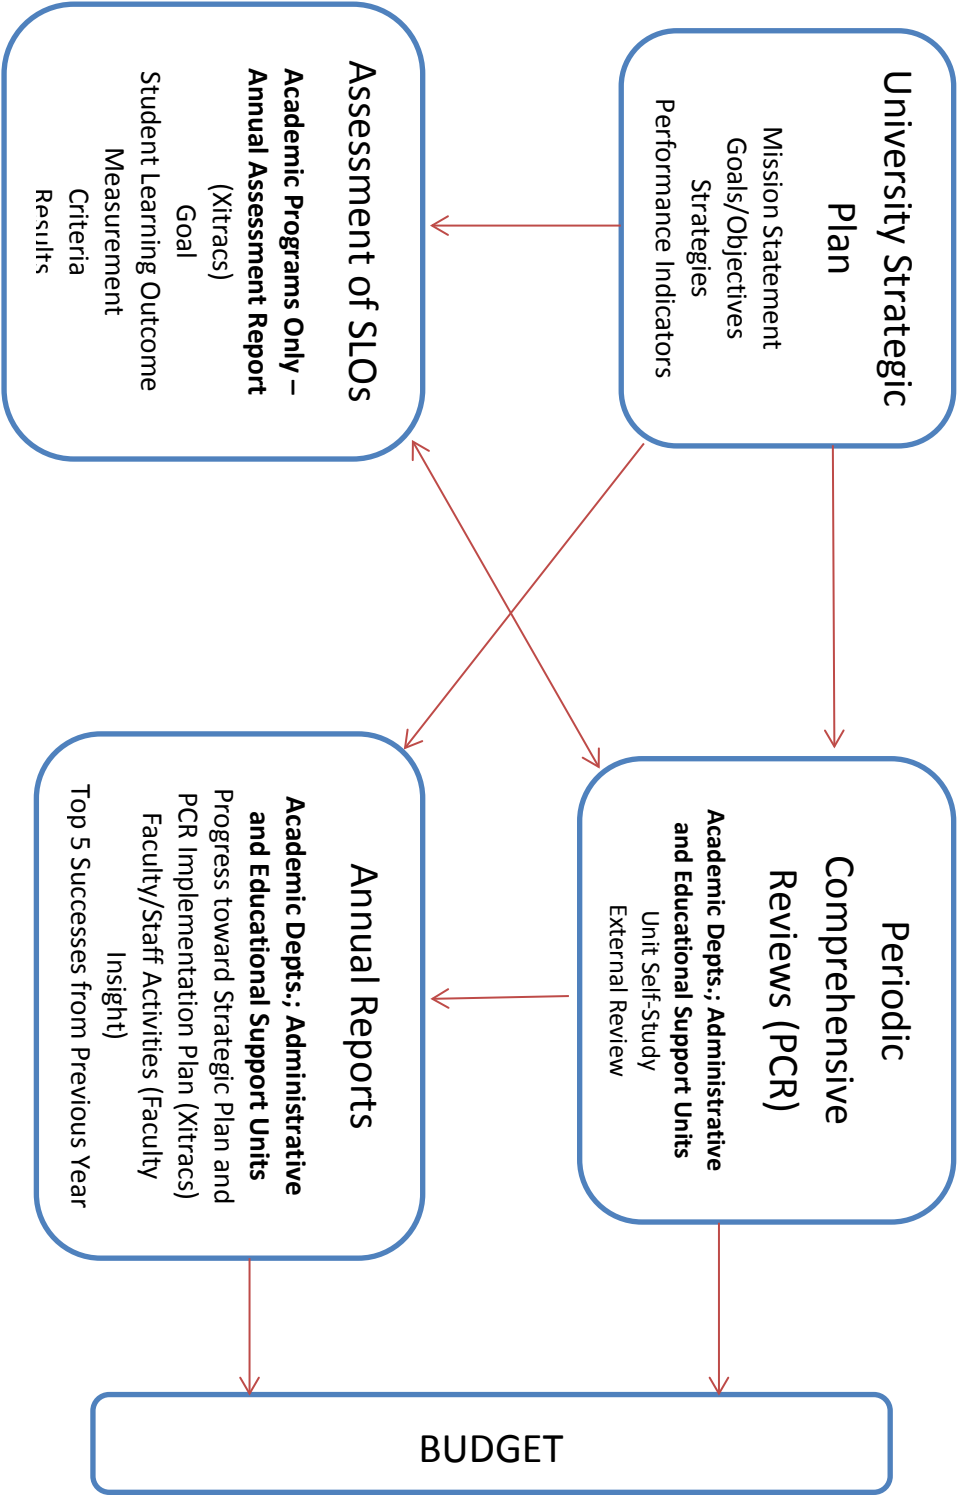 University Strategic
Plan
Mission Statement
Goals/Objectives
Strategies
Performance Indicators
Periodic
Comprehensive
Reviews (PCR)
Academic Depts.; Administrative
and Educational Support Units
Unit Self-Study
External Review
Assessment of SLOs
Academic Programs Only –
Annual Assessment Report
(Xitracs)
Goal
Student Learning Outcome
Measurement
Criteria
Results
Annual Reports
Academic Depts.; Administrative
and Educational Support Units
Progress toward Strategic Plan and
PCR Implementation Plan (Xitracs)
Faculty/Staff Activities (Faculty
Insight)
Top 5 Successes from Previous Year
BUDGET